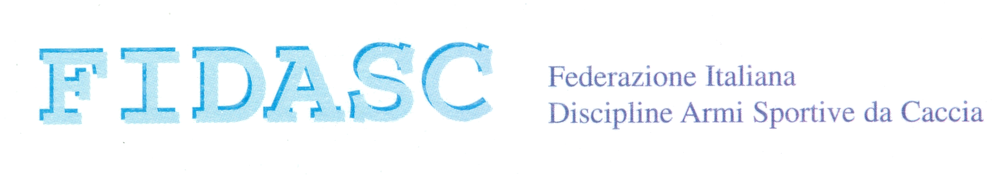 FIDASC
Federazione Italiana
Discipline Armi Sportive da Caccia